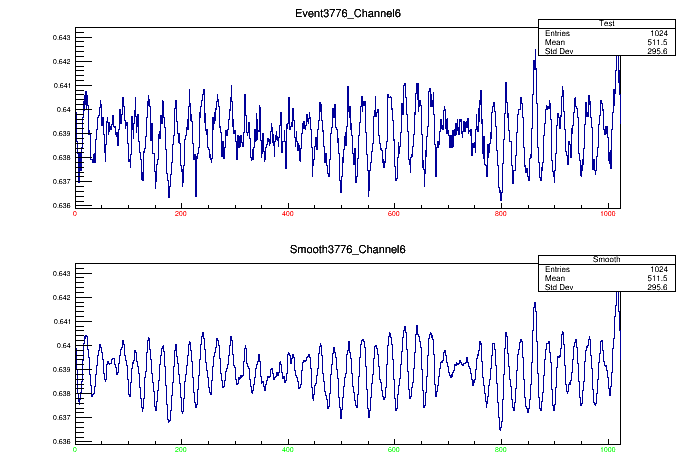 Event3776_Channel6
Test
Entries 1024
Mean 511.5
Std Dev 295.6
0.643
0.642
0.641
0.64
0.639
0.638
0.637
0.636
0 200 400 600 800 1000
Smooth3776_Channel6
Smooth
Entries 1024
Mean 511.5
Std Dev 295.6
0.643
0.642
0.641
0.64
0.639
0.638
0.637
0.636
0 200 400 600 800 1000